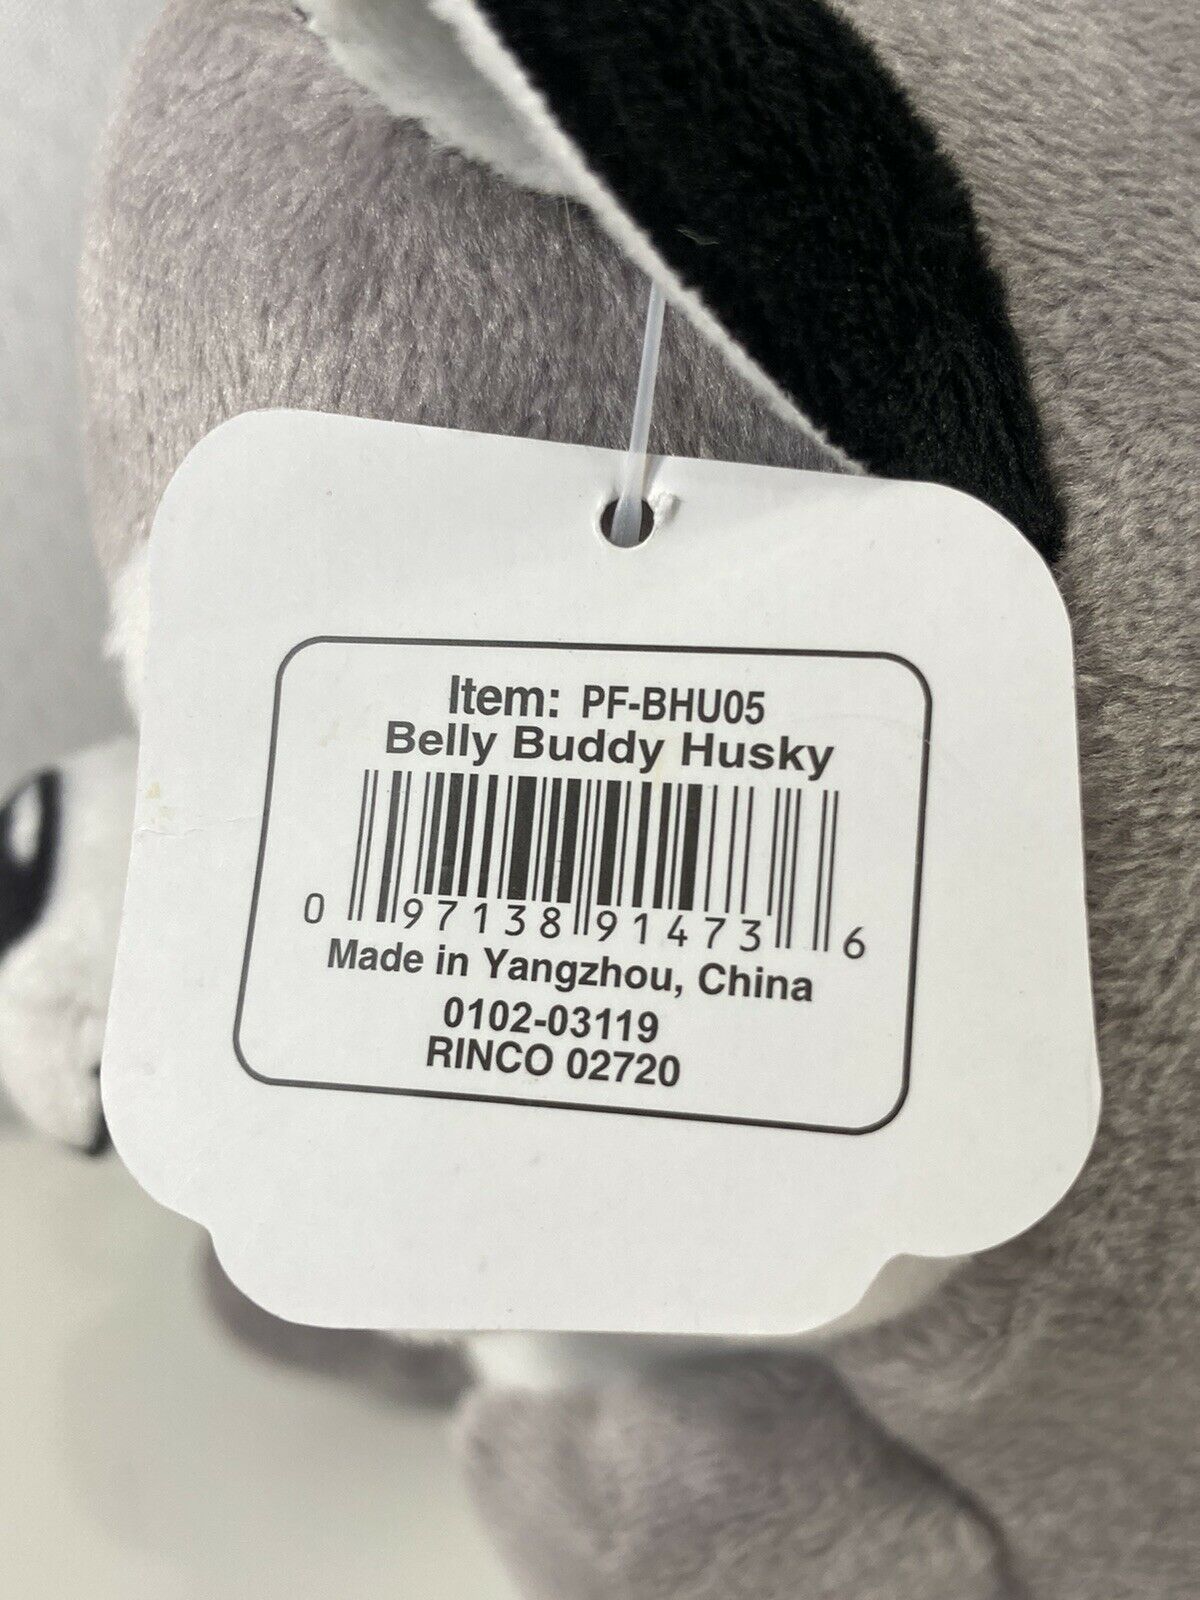 Item: PF-BHU05
Belly Buddy Husky
0 97138 91473 6
Made in Yangzhou, China
0102-03119
RINCO 02720